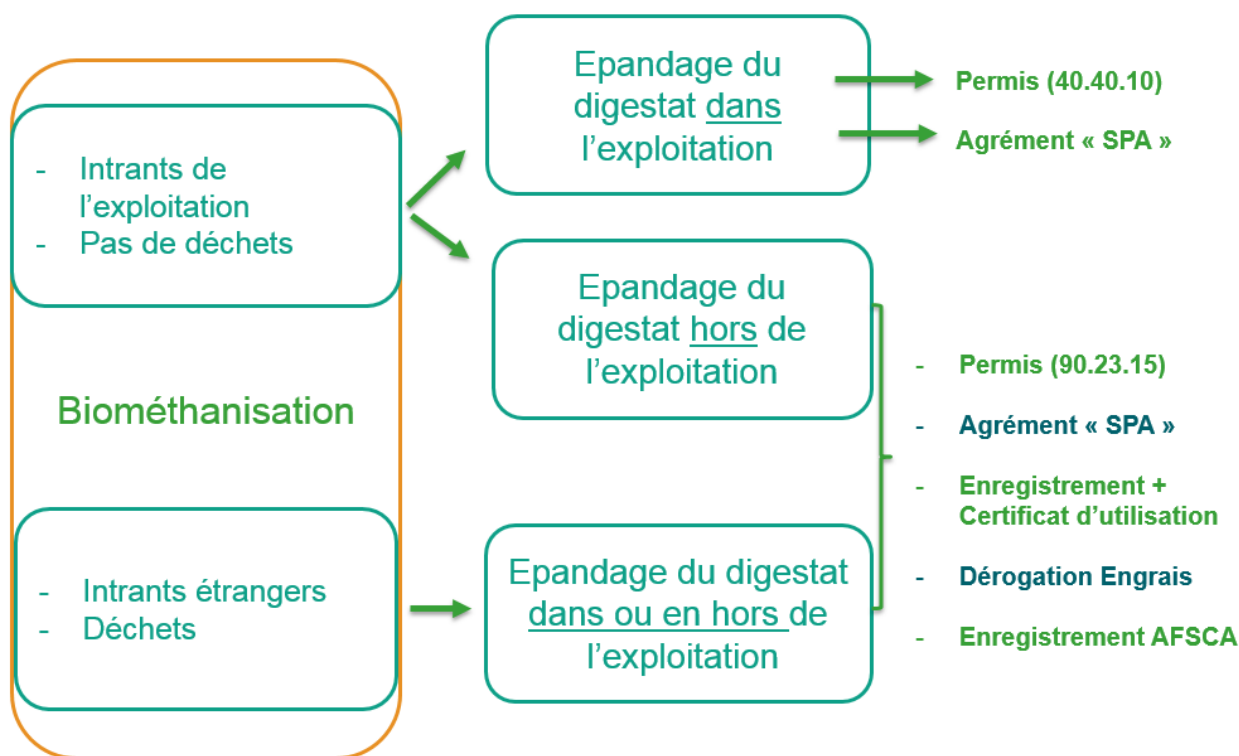 - Intrants de
l’exploitation
- Pas de déchets
Biométhanisation
- Intrants étrangers
- Déchets
Epandage du
digestat dans
l’exploitation
Epandage du
digestat hors de
l’exploitation
Epandage du digestat
dans ou en hors de
l’exploitation
Permis (40.40.10)
Agrément « SPA »
- Permis (90.23.15)
- Agrément « SPA »
- Enregistrement +
Certificat d’utilisation
- Dérogation Engrais
- Enregistrement AFSCA